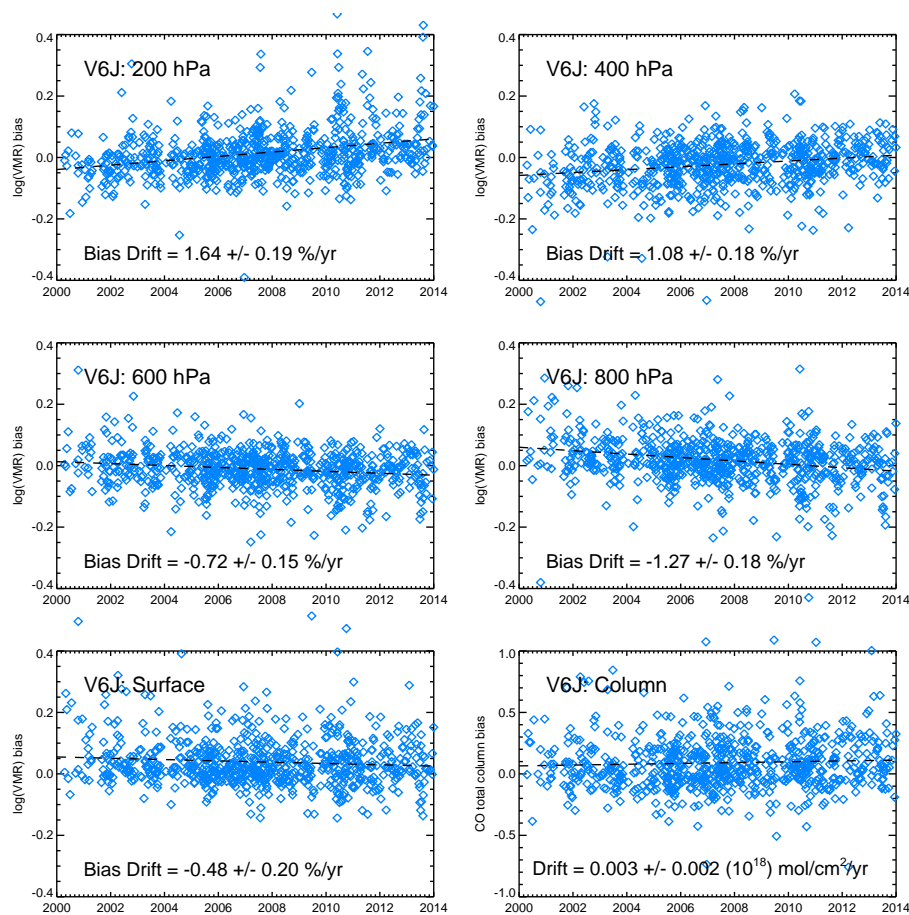 V6J: 200 hPa
0.4
0.2
0.0
-0.2
-0.4
log(VMR) bias
Bias Drift = 1.64 +/- 0.19 %/yr
2000 2002 2004 2006 2008 2010 2012 2014
V6J: 400 hPa
0.4
0.2
0.0
-0.2
-0.4
log(VMR) bias
Bias Drift = 1.08 +/- 0.18 %/yr
2000 2002 2004 2006 2008 2010 2012 2014
V6J: 600 hPa
0.4
0.2
0.0
-0.2
-0.4
log(VMR) bias
Bias Drift = -0.72 +/- 0.15 %/yr
2000 2002 2004 2006 2008 2010 2012 2014
V6J: 800 hPa
0.4
0.2
0.0
-0.2
-0.4
log(VMR) bias
Bias Drift = -1.27 +/- 0.18 %/yr
2000 2002 2004 2006 2008 2010 2012 2014
V6J: Surface
0.4
0.2
0.0
-0.2
-0.4
log(VMR) bias
Bias Drift = -0.48 +/- 0.20 %/yr
2000 2002 2004 2006 2008 2010 2012 2014
V6J: Column
1.0
0.5
0.0
-0.5
-1.0
CO total column bias
Drift = 0.003 +/- 0.002 (10¹⁸) mol/cm²/yr
2000 2002 2004 2006 2008 2010 2012 2014